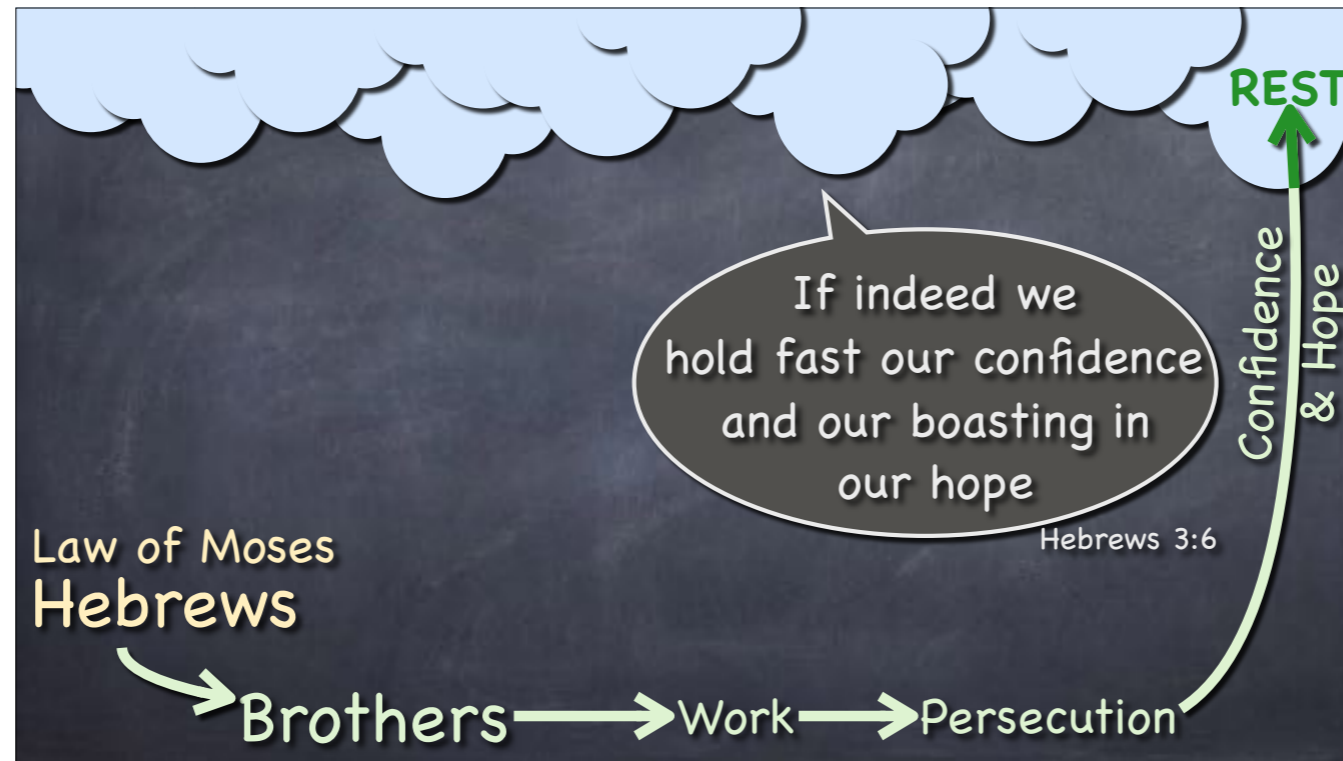 REST
If indeed we
hold fast our confidence
and our boasting in
our hope
Hebrews 3:6
Confidence
& Hope
Law of Moses
Hebrews
Brothers Work Persecution